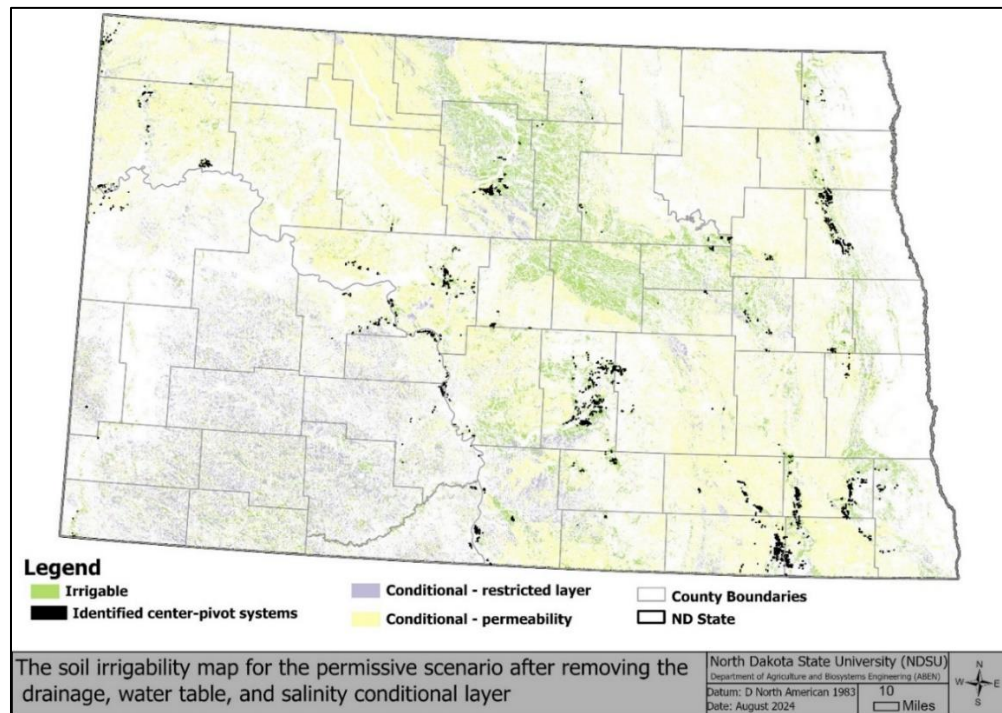 Legend
Irrigable
Identified center-pivot systems
Conditional - restricted layer
Conditional - permeability
County Boundaries
ND State
The soil irrigability map for the permissive scenario after removing the
drainage, water table, and salinity conditional layer
North Dakota State University (NDSU)
Department of Agriculture and Biosystems Engineering (ABEN)
Datum: D North American 1983
Date: August 2024
10
Miles
N
W
E
S